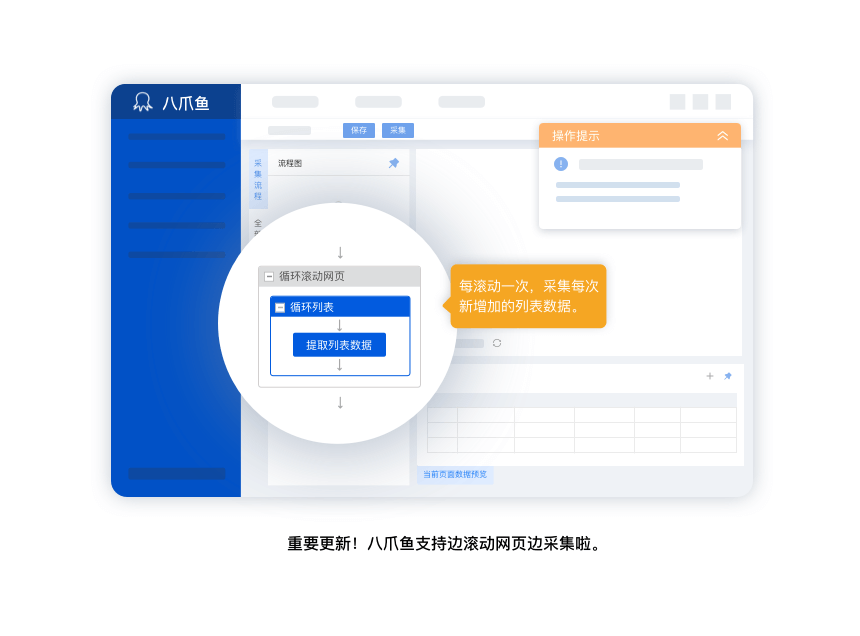 八爪鱼
保存
采集
操作提示
采集流程
流程图
全
循环滚动网页
循环列表
提取列表数据
每滚动一次，采集每次
新增加的列表数据。
当前页面数据预览
重要更新！八爪鱼支持边滚动网页边采集啦。